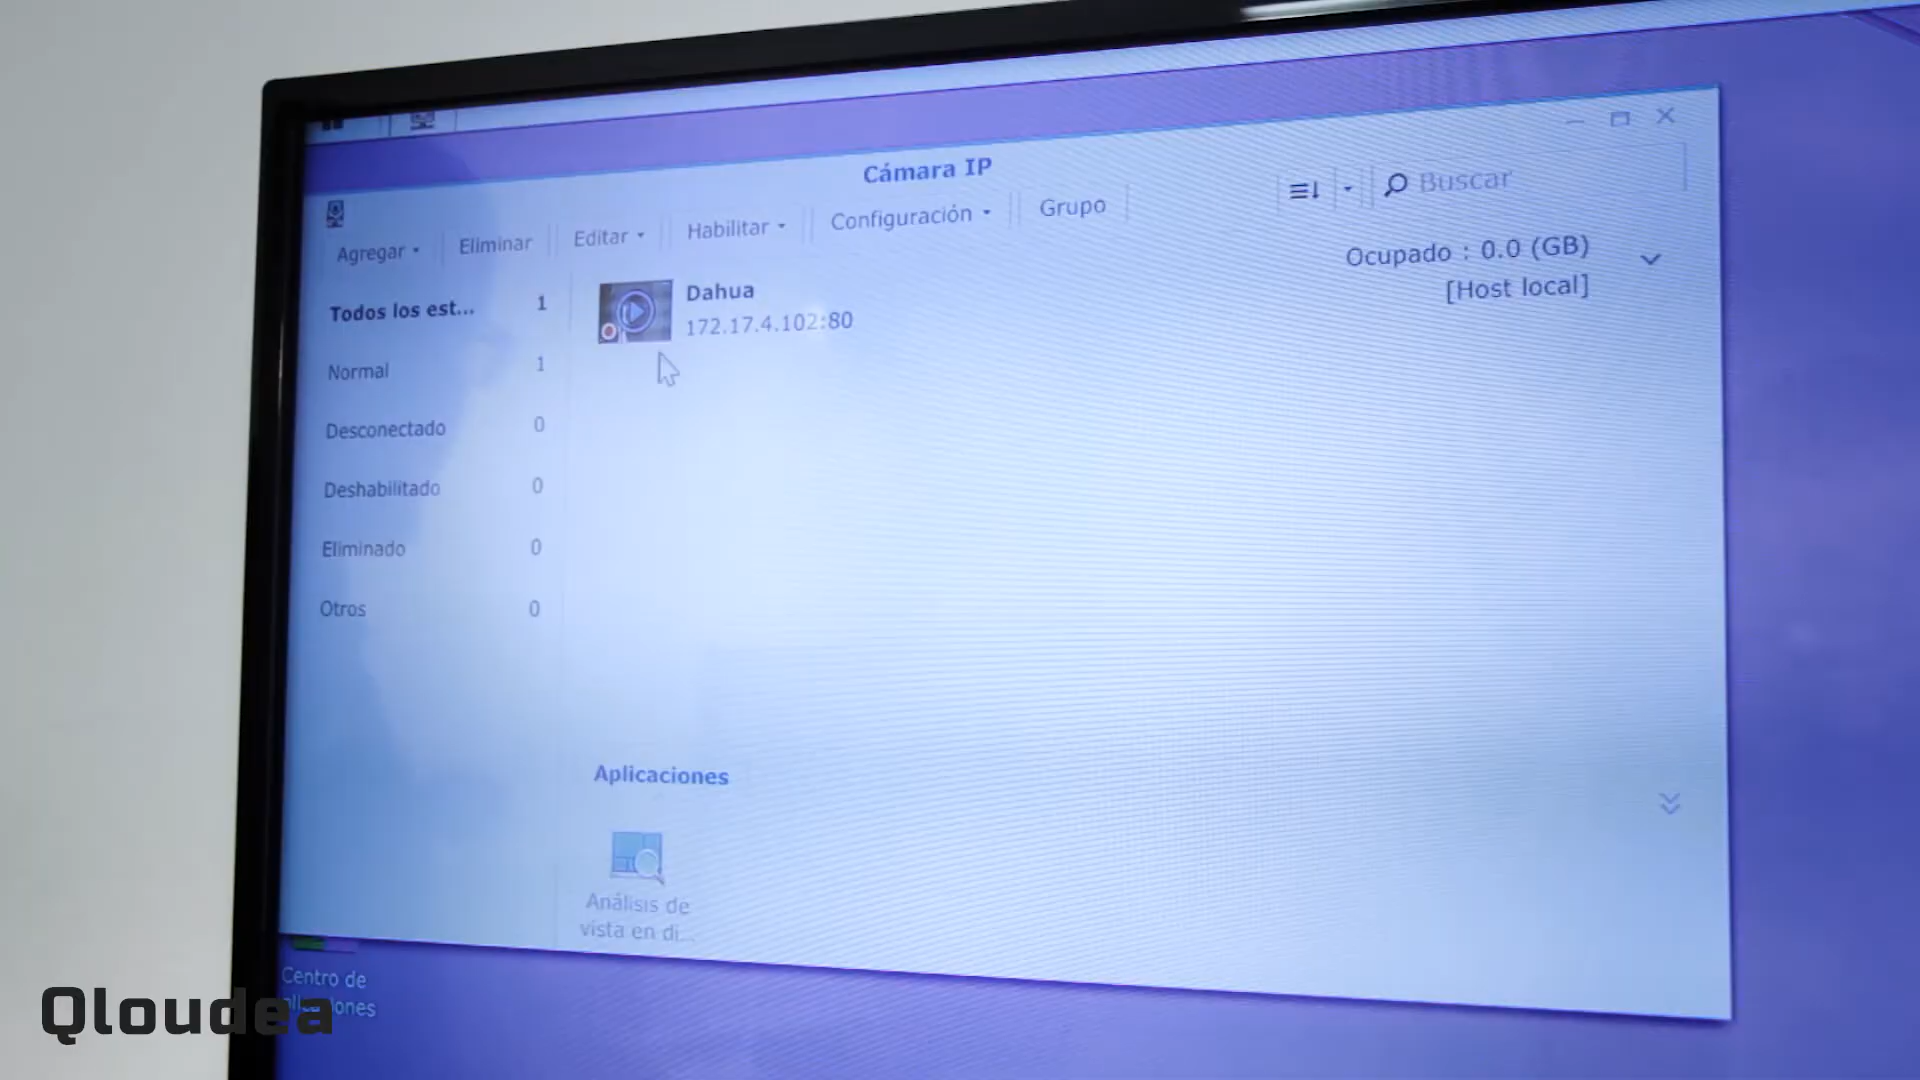 Cámara IP
Buscar
Agregar
Eliminar
Editar
Habilitar
Configuración
Grupo
Todos los est... 1
Normal 1
Desconectado 0
Deshabilitado 0
Eliminado 0
Otros 0
Dahua
172.17.4.102:80
Ocupado : 0.0 (GB)
[Host local]
Aplicaciones
Análisis de
vista en di...
Centro de
Qloudea